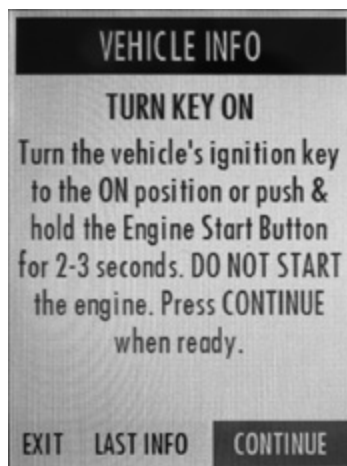 VEHICLE INFO
TURN KEY ON
Turn the vehicle's ignition key
to the ON position or push &
hold the Engine Start Button
for 2-3 seconds. DO NOT START
the engine. Press CONTINUE
when ready.
EXIT LAST INFO CONTINUE